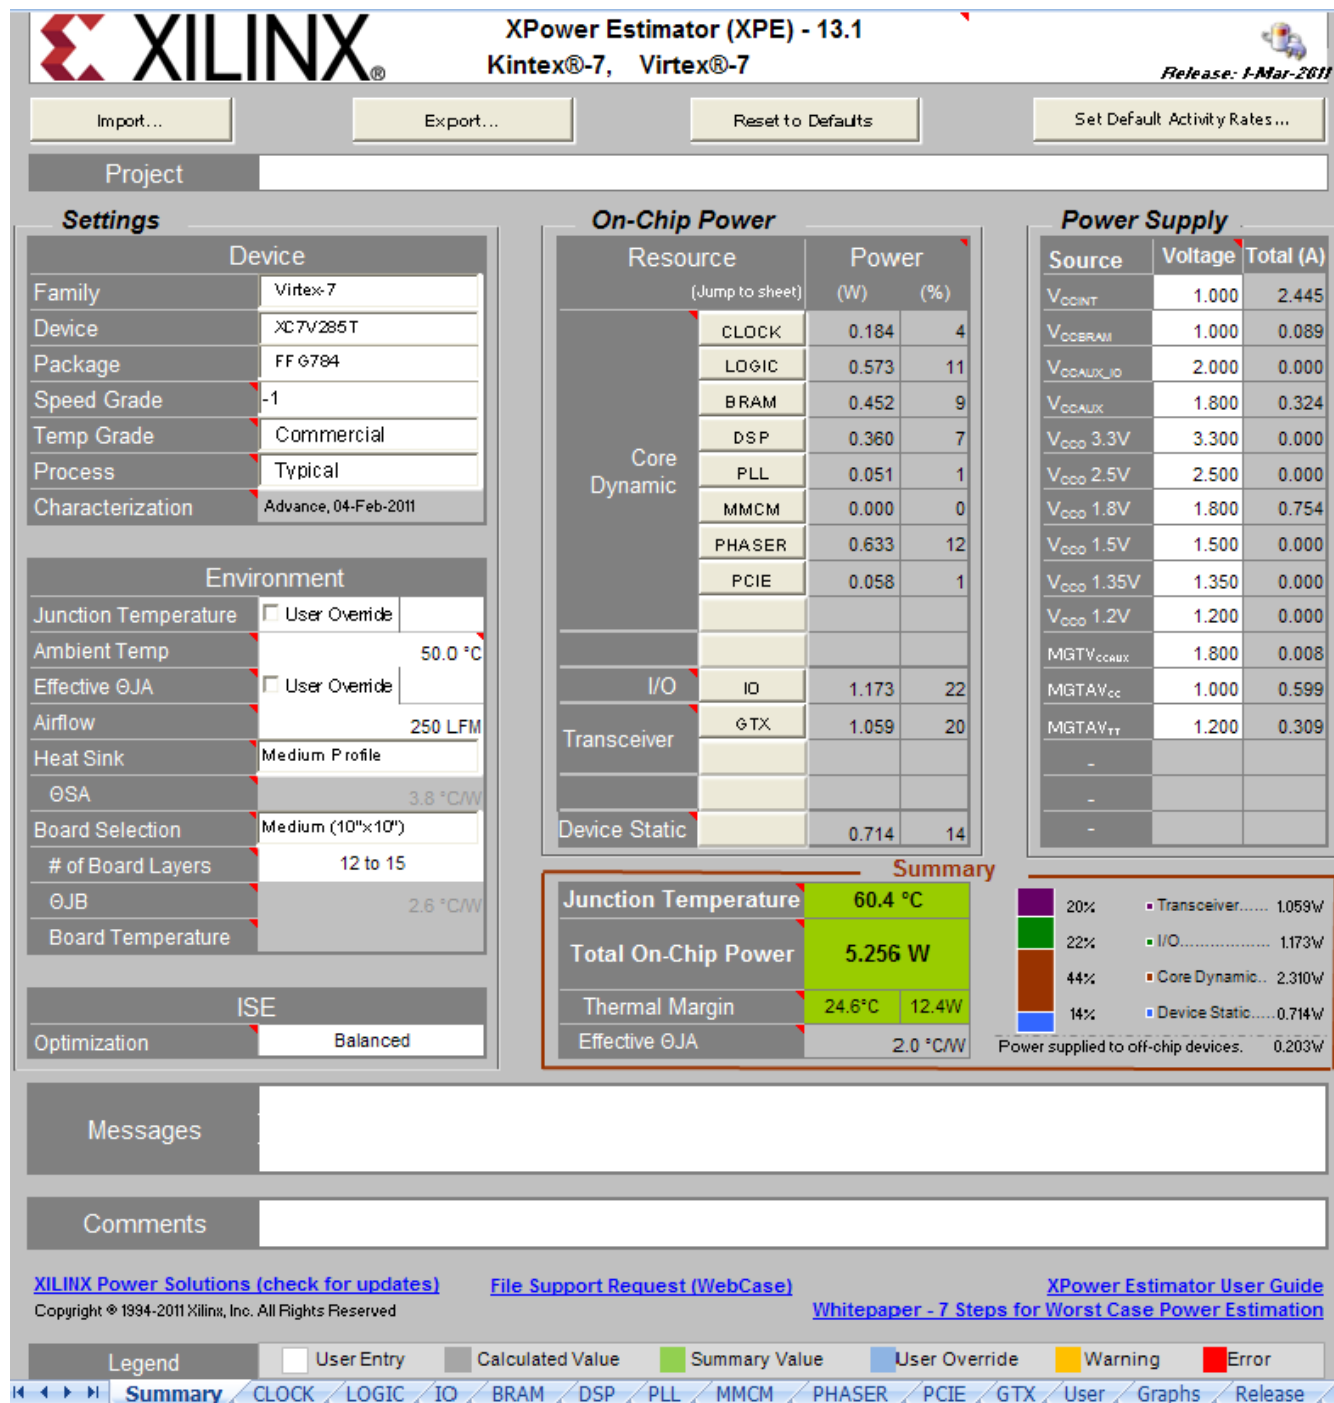 XILINX®
XPower Estimator (XPE) - 13.1
Kintex®-7, Virtex®-7
Release: 1-Mar-2011
Import... Export... Reset to Defaults Set Default Activity Rates...
Project
Settings
Device
Family Virtex-7
Device XC7V285T
Package FFG784
Speed Grade -1
Temp Grade Commercial
Process Typical
Characterization Advance, 04-Feb-2011
Environment
Junction Temperature User Override
Ambient Temp 50.0 °C
Effective ΘJA User Override
Airflow 250 LFM
Heat Sink Medium Profile
ΘSA 3.8 °C/W
Board Selection Medium (10"x10")
# of Board Layers 12 to 15
ΘJB 2.6 °C/W
Board Temperature
ISE
Optimization Balanced
On-Chip Power
Resource Power
(Jump to sheet) (W) (%)
Core Dynamic
CLOCK 0.184 4
LOGIC 0.573 11
BRAM 0.452 9
DSP 0.360 7
PLL 0.051 1
MMCM 0.000 0
PHASER 0.633 12
PCIE 0.058 1
I/O IO 1.173 22
Transceiver GTX 1.059 20
Device Static 0.714 14
Power Supply
Source Voltage Total (A)
VCCINT 1.000 2.445
VCCBRAM 1.000 0.089
VCCAUX_IO 2.000 0.000
VCCAUX 1.800 0.324
VCCO 3.3V 3.300 0.000
VCCO 2.5V 2.500 0.000
VCCO 1.8V 1.800 0.754
VCCO 1.5V 1.500 0.000
VCCO 1.35V 1.350 0.000
VCCO 1.2V 1.200 0.000
MGTVCCAUX 1.800 0.008
MGTAVCC 1.000 0.599
MGTAVTT 1.200 0.309
-
-
-
Summary
Junction Temperature 60.4 °C
Total On-Chip Power 5.256 W
Thermal Margin 24.6°C 12.4W
Effective ΘJA 2.0 °C/W
20% Transceiver...... 1.059W
22% I/O.................. 1.173W
44% Core Dynamic.. 2.310W
14% Device Static.....0.714W
Power supplied to off-chip devices. 0.203W
Messages
Comments
XILINX Power Solutions (check for updates) File Support Request (WebCase) XPower Estimator User Guide
Copyright © 1994-2011 Xilinx, Inc. All Rights Reserved Whitepaper - 7 Steps for Worst Case Power Estimation
Legend User Entry Calculated Value Summary Value User Override Warning Error
Summary CLOCK LOGIC IO BRAM DSP PLL MMCM PHASER PCIE GTX User Graphs Release